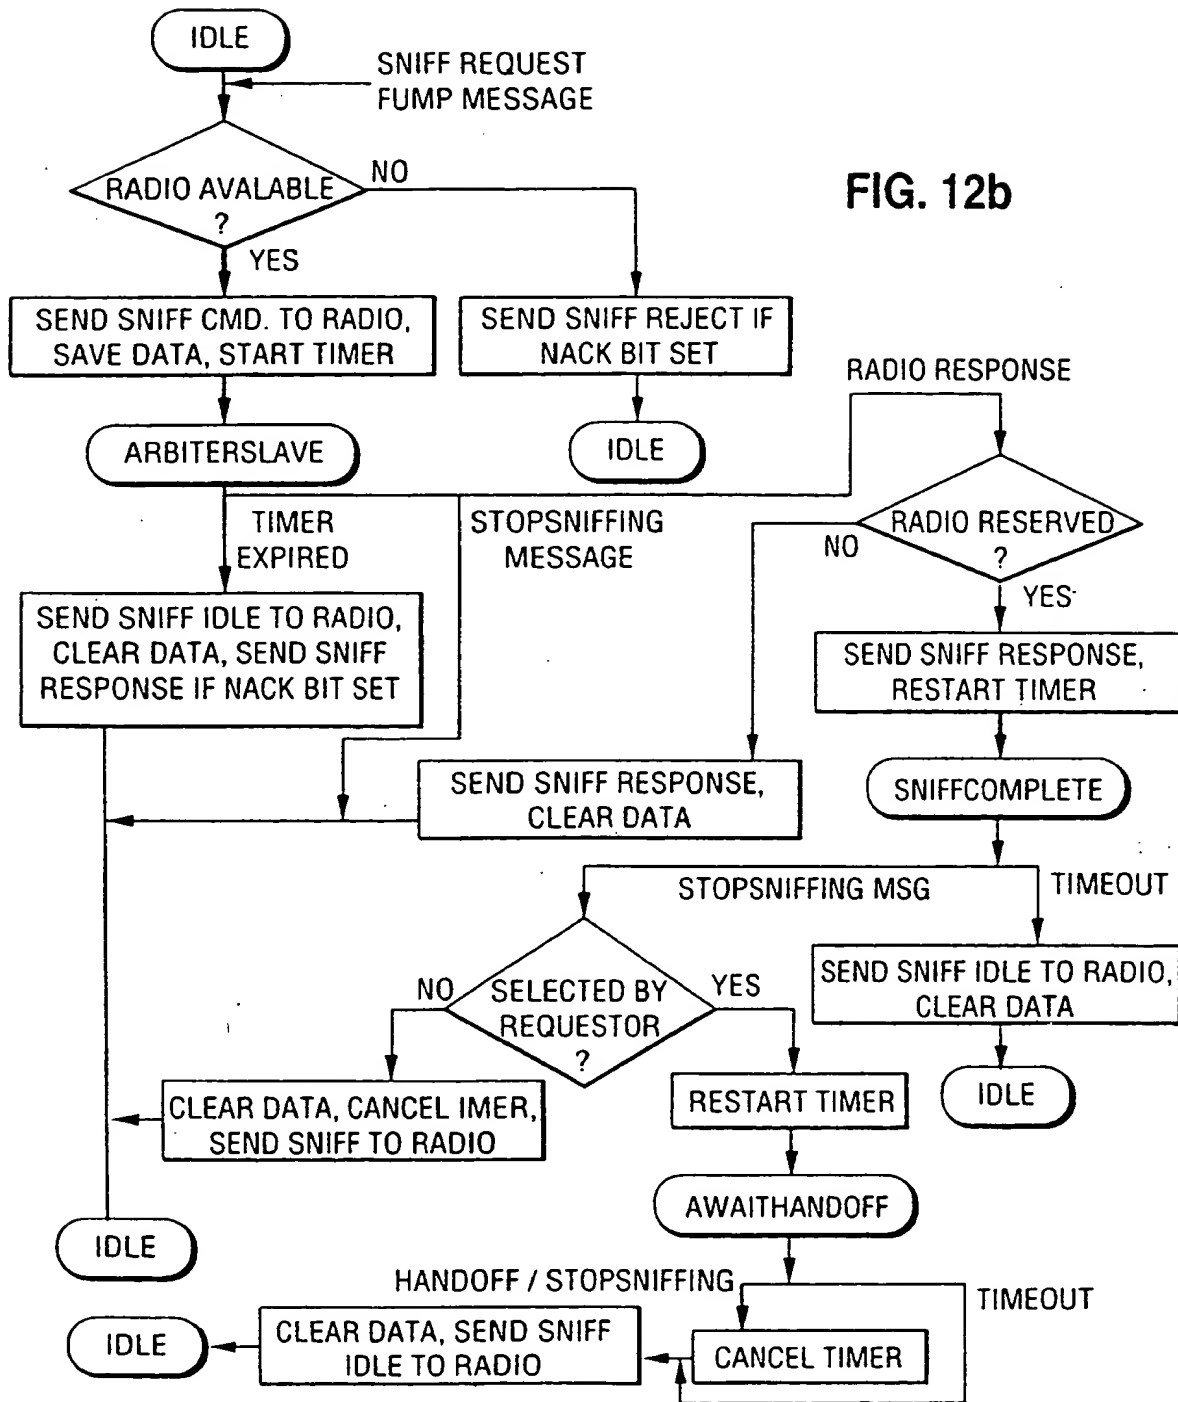 IDLE
SNIFF REQUEST
FUMP MESSAGE
RADIO AVALABLE
?
NO
YES
FIG. 12b
SEND SNIFF CMD. TO RADIO,
SAVE DATA, START TIMER
SEND SNIFF REJECT IF
NACK BIT SET
RADIO RESPONSE
ARBITERSLAVE
IDLE
TIMER
EXPIRED
STOPSNIFFING
MESSAGE
RADIO RESERVED
?
NO
YES
SEND SNIFF IDLE TO RADIO,
CLEAR DATA, SEND SNIFF
RESPONSE IF NACK BIT SET
SEND SNIFF RESPONSE,
RESTART TIMER
SEND SNIFF RESPONSE,
CLEAR DATA
SNIFFCOMPLETE
STOPSNIFFING MSG
TIMEOUT
NO
SELECTED BY
REQUESTOR
?
YES
SEND SNIFF IDLE TO RADIO,
CLEAR DATA
CLEAR DATA, CANCEL IMER,
SEND SNIFF TO RADIO
RESTART TIMER
IDLE
AWAITHANDOFF
IDLE
HANDOFF / STOPSNIFFING
TIMEOUT
IDLE
CLEAR DATA, SEND SNIFF
IDLE TO RADIO
CANCEL TIMER